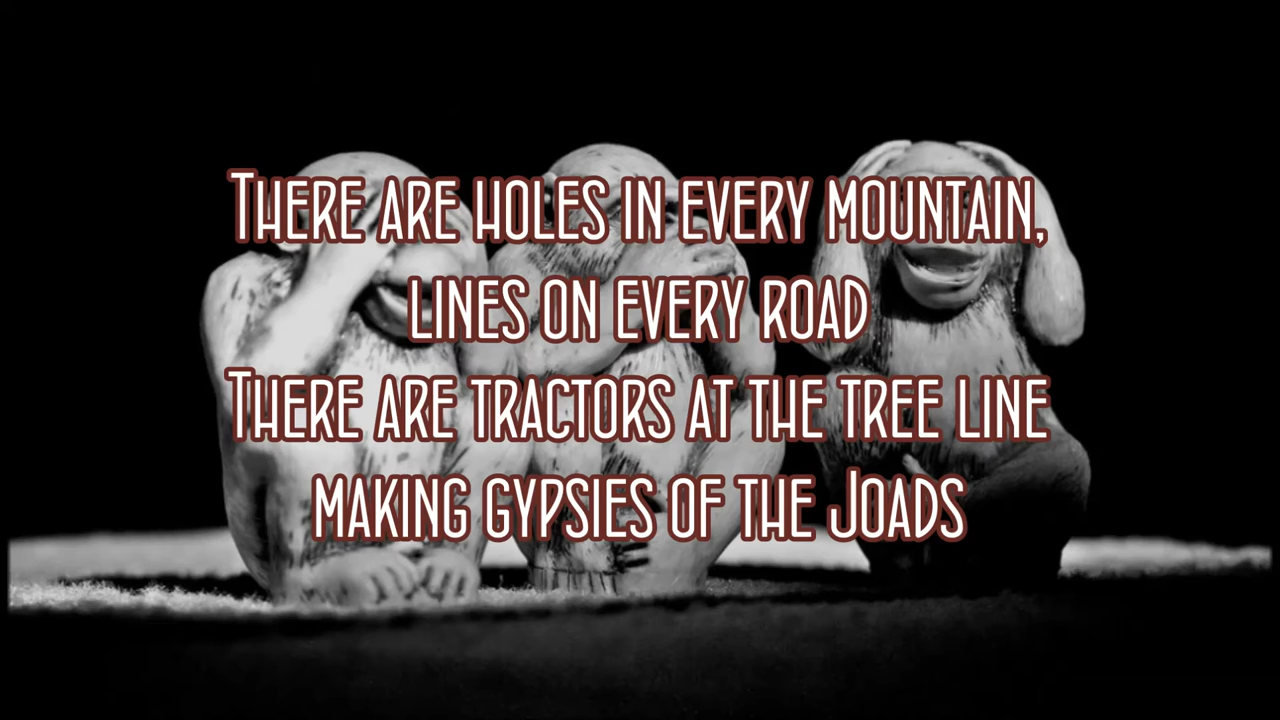 There are holes in every mountain,
lines on every road
There are tractors at the tree line
making gypsies of the Joads